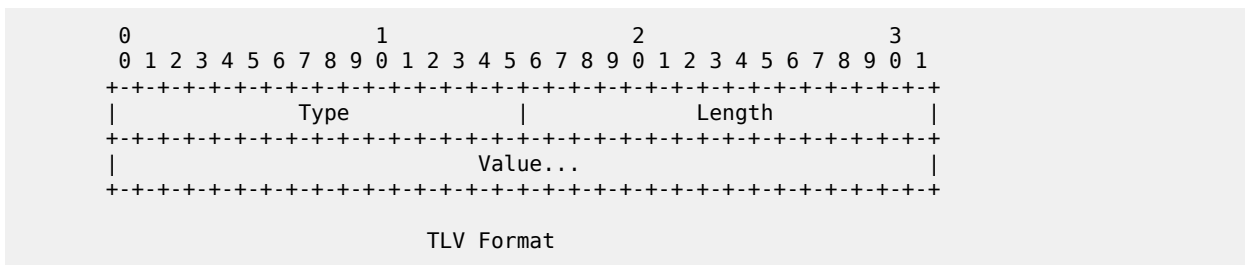 0                   1                   2                   3
 0 1 2 3 4 5 6 7 8 9 0 1 2 3 4 5 6 7 8 9 0 1 2 3 4 5 6 7 8 9 0 1
+-+-+-+-+-+-+-+-+-+-+-+-+-+-+-+-+-+-+-+-+-+-+-+-+-+-+-+-+-+-+-+-+
|              Type             |             Length            |
+-+-+-+-+-+-+-+-+-+-+-+-+-+-+-+-+-+-+-+-+-+-+-+-+-+-+-+-+-+-+-+-+
|                            Value...                           |
+-+-+-+-+-+-+-+-+-+-+-+-+-+-+-+-+-+-+-+-+-+-+-+-+-+-+-+-+-+-+-+-+
TLV Format